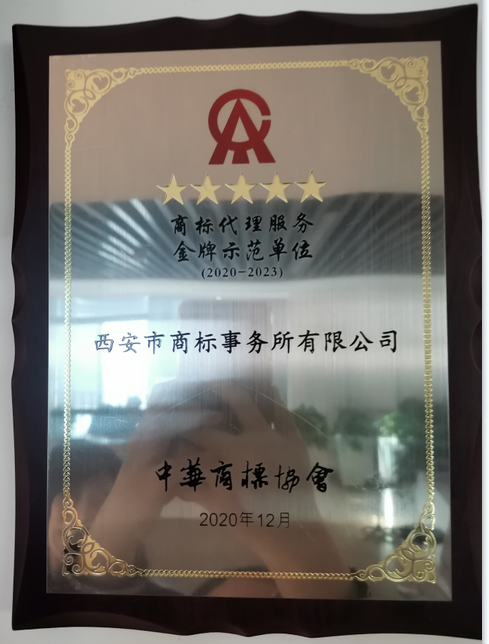 商标代理服务
金牌示范单位
(2020-2023)
西安市商标事务所有限公司
中華商標協會
2020年12月